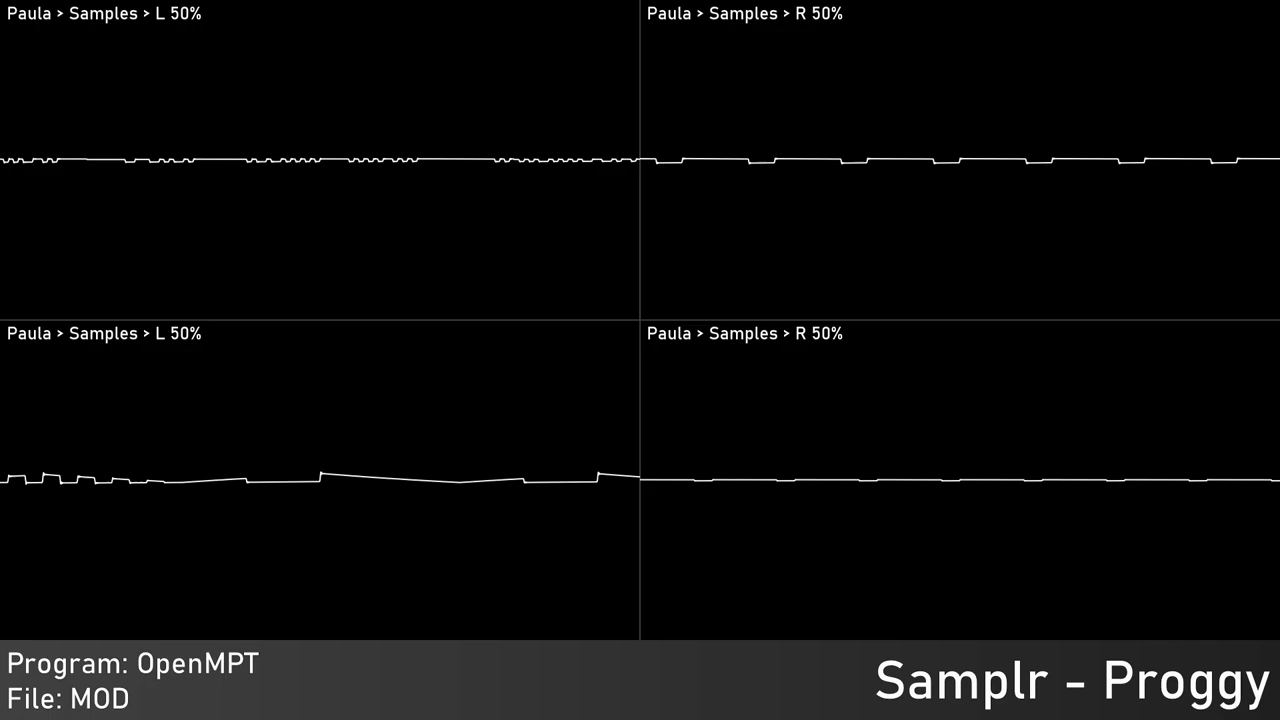 Paula > Samples > L 50%
Paula > Samples > R 50%
Paula > Samples > L 50%
Paula > Samples > R 50%
Program: OpenMPT
File: MOD
Samplr - Proggy